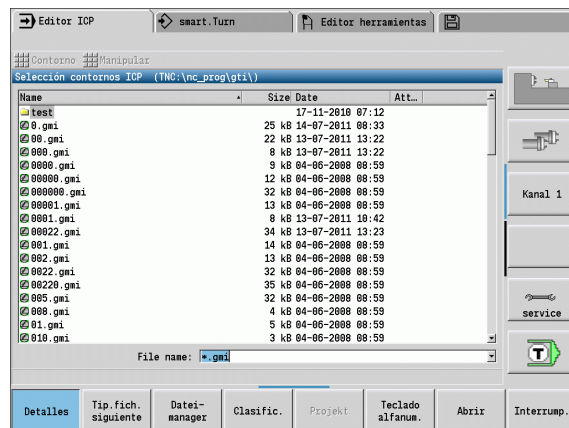 Editor ICP smart.Turn Editor herramientas
Contorno Manipular
Selección contornos ICP (TNC:\nc_prog\gti\)
Name Size Date Att...
test 17-11-2010 07:12
0.gmi 25 kB 14-07-2011 08:33
00.gmi 22 kB 13-07-2011 13:22
000.gmi 8 kB 13-07-2011 13:22
0000.gmi 9 kB 04-06-2008 08:59
00000.gmi 12 kB 04-06-2008 08:59
000000.gmi 32 kB 04-06-2008 08:59
00001.gmi 13 kB 04-06-2008 08:59
0001.gmi 8 kB 13-07-2011 10:42
00022.gmi 34 kB 13-07-2011 13:23
001.gmi 14 kB 04-06-2008 08:59
002.gmi 13 kB 04-06-2008 08:59
0022.gmi 32 kB 04-06-2008 08:59
00220.gmi 35 kB 04-06-2008 08:59
005.gmi 32 kB 04-06-2008 08:59
008.gmi 4 kB 04-06-2008 08:59
01.gmi 5 kB 04-06-2008 08:59
010.gmi 3 kB 04-06-2008 08:59
File name: *.gmi
Kanal 1
service
T
Detalles Tip.fich. siguiente Datei-manager Clasific. Projekt Teclado alfanum. Abrir Interrump.